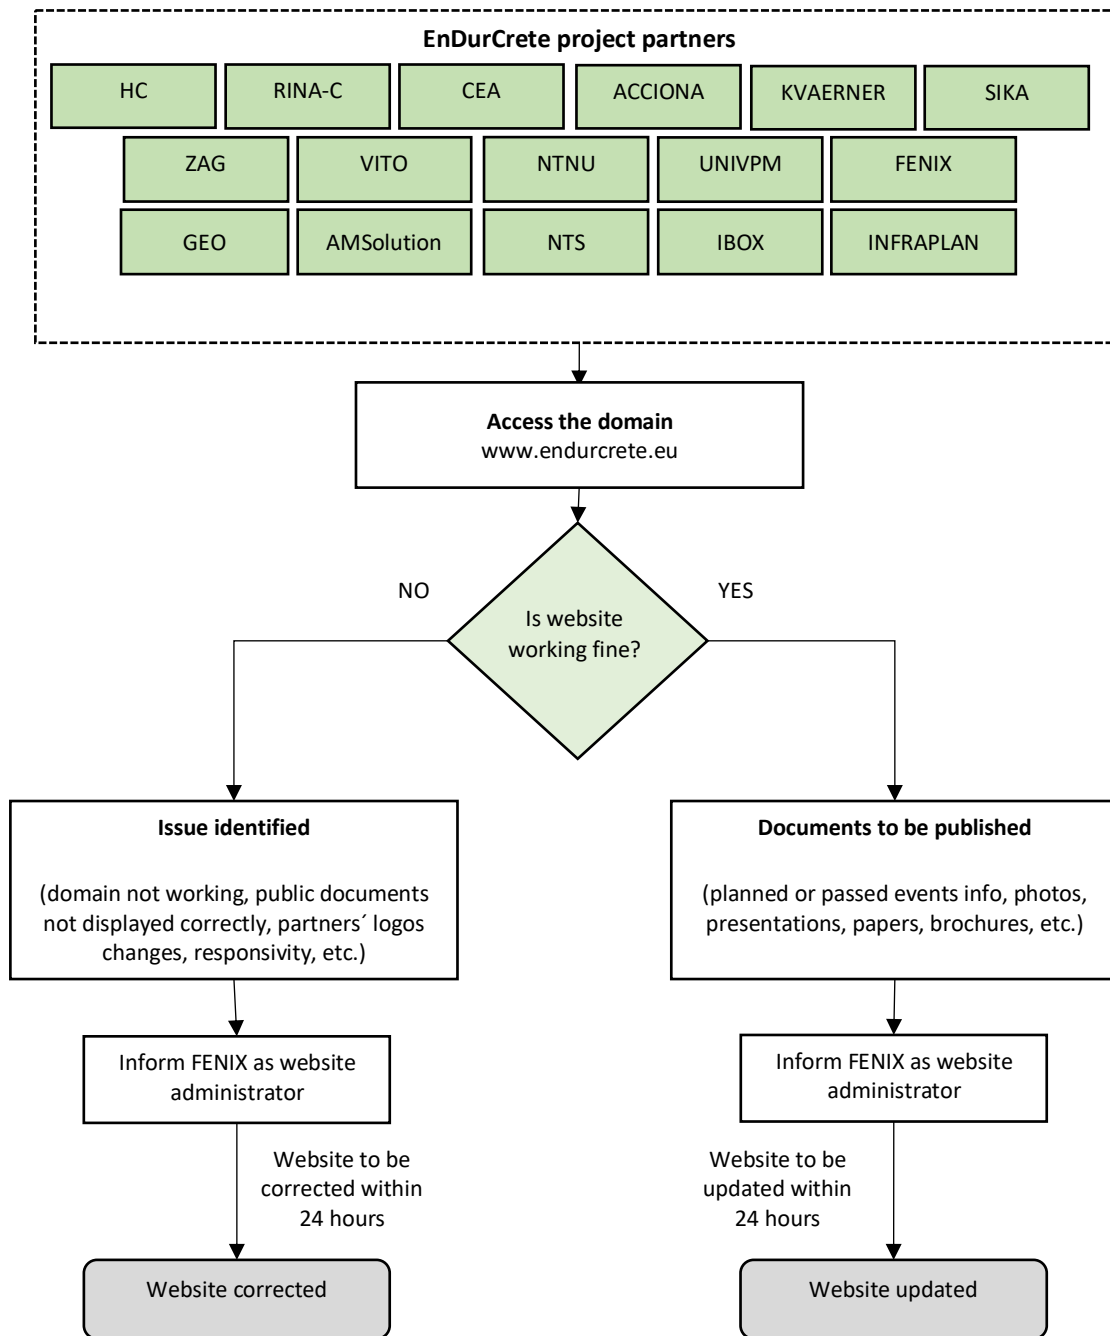 EnDurCrete project partners
HC RINA-C CEA ACCIONA KVAERNER SIKA
ZAG VITO NTNU UNIVPM FENIX
GEO AMSolution NTS IBOX INFRAPLAN
Access the domain
www.endurcrete.eu
NO YES
Is website
working fine?
Issue identified
(domain not working, public documents
not displayed correctly, partners´ logos
changes, responsivity, etc.)
Documents to be published
(planned or passed events info, photos,
presentations, papers, brochures, etc.)
Inform FENIX as website
administrator
Inform FENIX as website
administrator
Website to be
corrected within
24 hours
Website to be
updated within
24 hours
Website corrected
Website updated